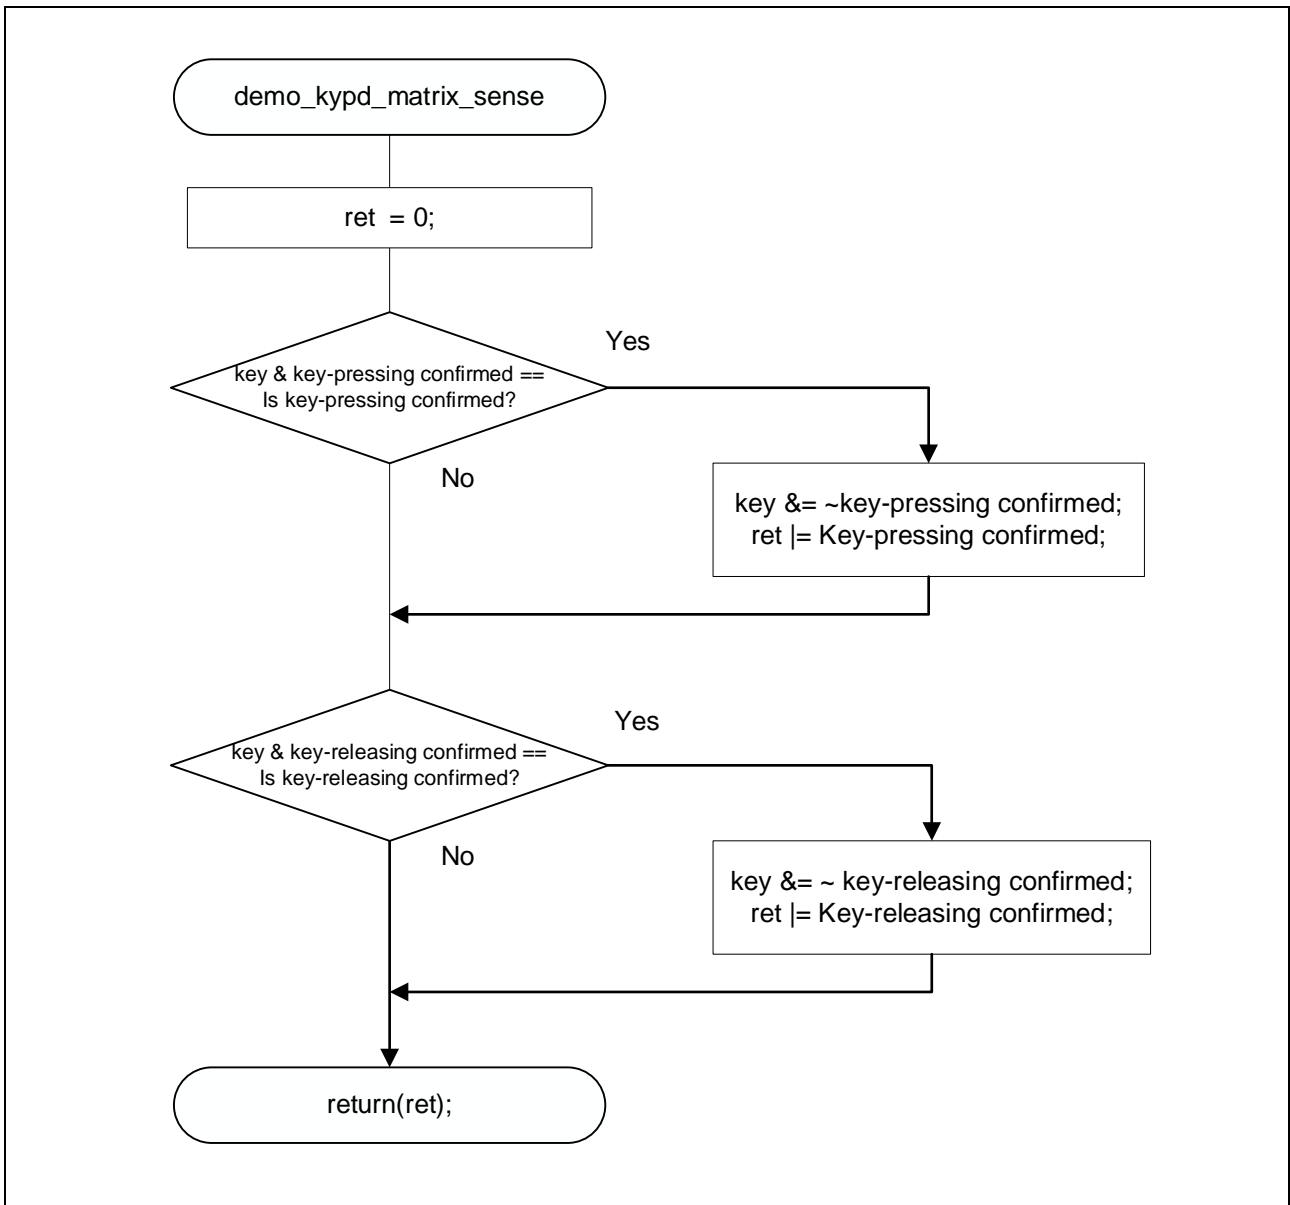 demo_kypd_matrix_sense
ret = 0;
key & key-pressing confirmed ==
Is key-pressing confirmed?
Yes
No
key &= ~key-pressing confirmed;
ret |= Key-pressing confirmed;
key & key-releasing confirmed ==
Is key-releasing confirmed?
Yes
No
key &= ~ key-releasing confirmed;
ret |= Key-releasing confirmed;
return(ret);